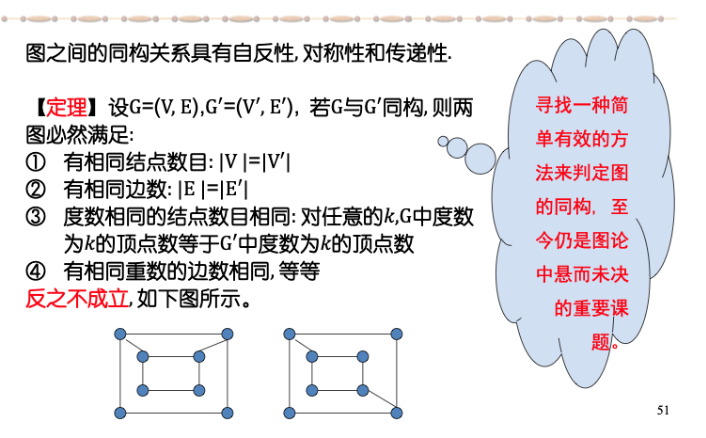 图之间的同构关系具有自反性, 对称性和传递性.
【定理】设G=(V, E),G′=(V′, E′), 若G与G′同构, 则两
图必然满足:
① 有相同结点数目: |V |=|V′|
② 有相同边数: |E |=|E′|
③ 度数相同的结点数目相同: 对任意的k,G中度数
为k的顶点数等于G′中度数为k的顶点数
④ 有相同重数的边数相同, 等等
反之不成立, 如下图所示。
寻找一种简
单有效的方
法来判定图
的同构, 至
今仍是图论
中悬而未决
的重要课
题。
51